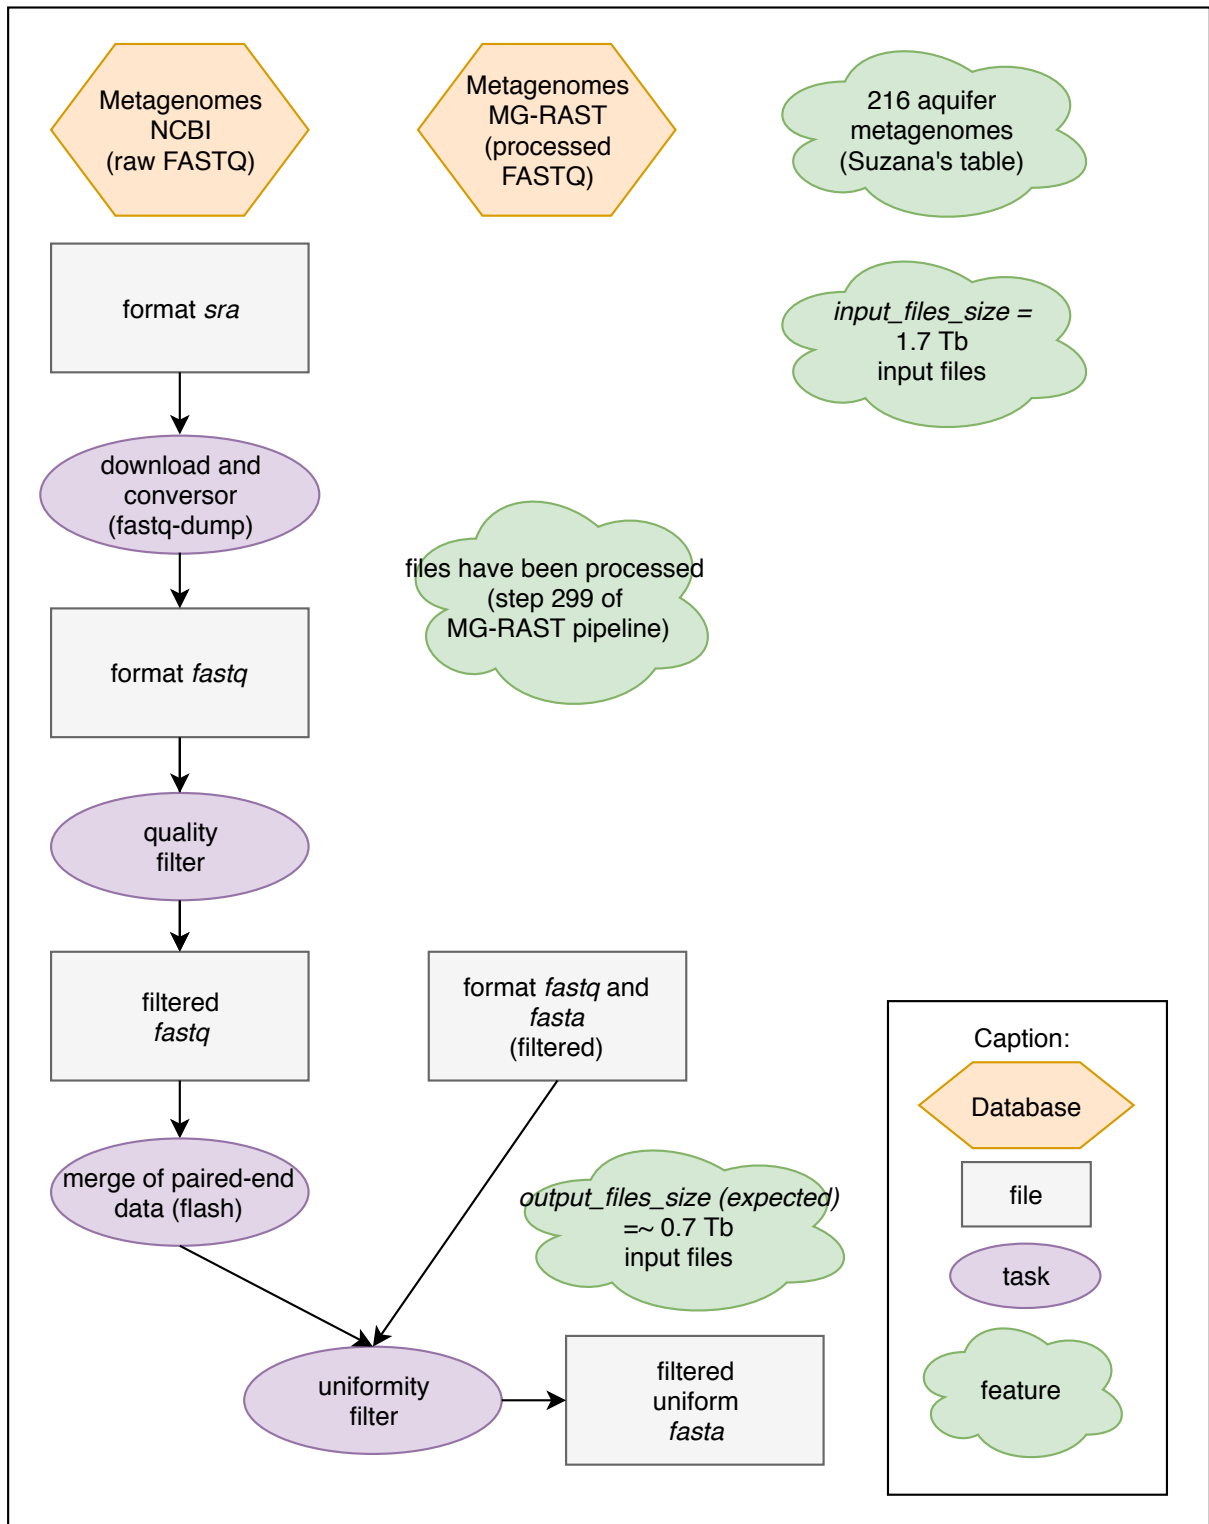 Metagenomes
NCBI
(raw FASTQ)
Metagenomes
MG-RAST
(processed
FASTQ)
216 aquifer
metagenomes
(Suzana's table)
format sra
input_files_size =
1.7 Tb
input files
download and
conversor
(fastq-dump)
files have been processed
(step 299 of
MG-RAST pipeline)
format fastq
quality
filter
filtered
fastq
format fastq and
fasta
(filtered)
merge of paired-end
data (flash)
output_files_size (expected)
=~ 0.7 Tb
input files
uniformity
filter
filtered
uniform
fasta
Caption:
Database
file
task
feature